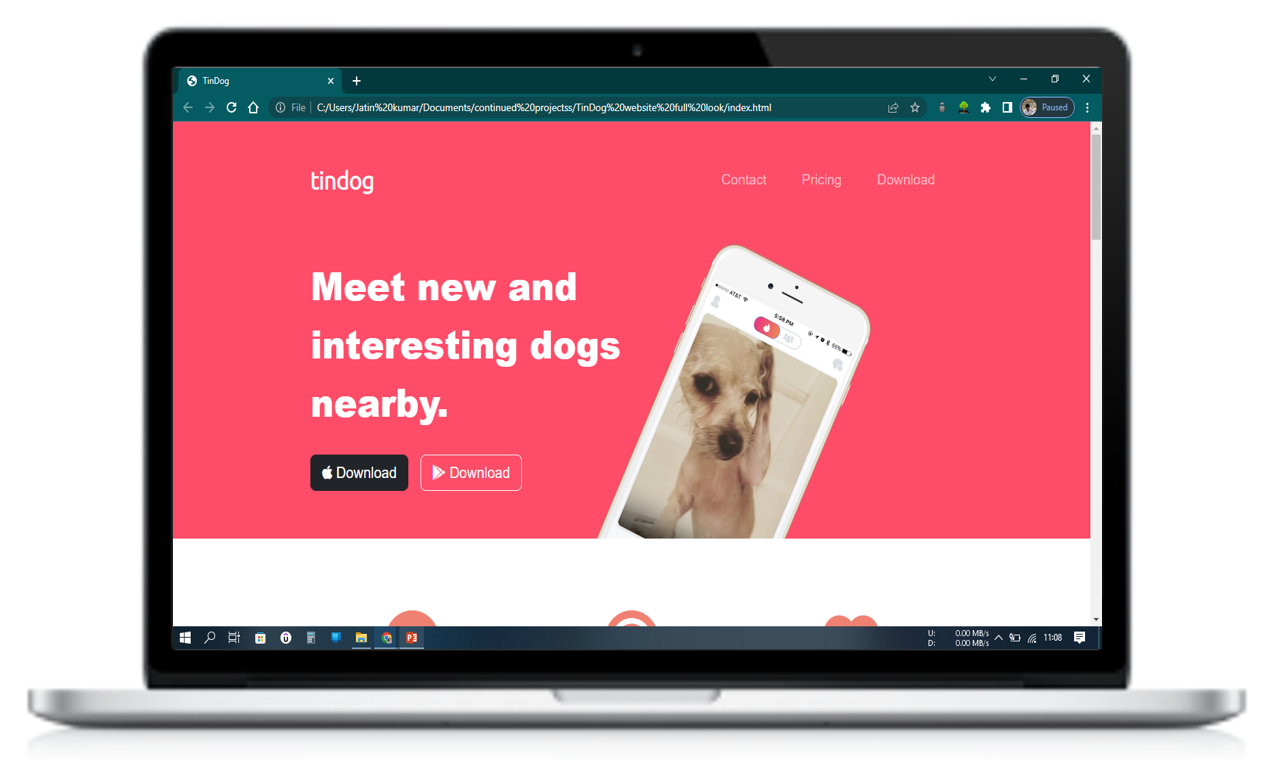 TinDog
File
C:/Users/Jatin%20kumar/Documents/continued%20projectss/TinDog%20website%20full%20look/index.html
Paused
tindog
Contact Pricing Download
Meet new and
interesting dogs
nearby.
Download Download
AT&T 5:58 PM 55%
U: 0.00 MB/s
D: 0.00 MB/s
11:08